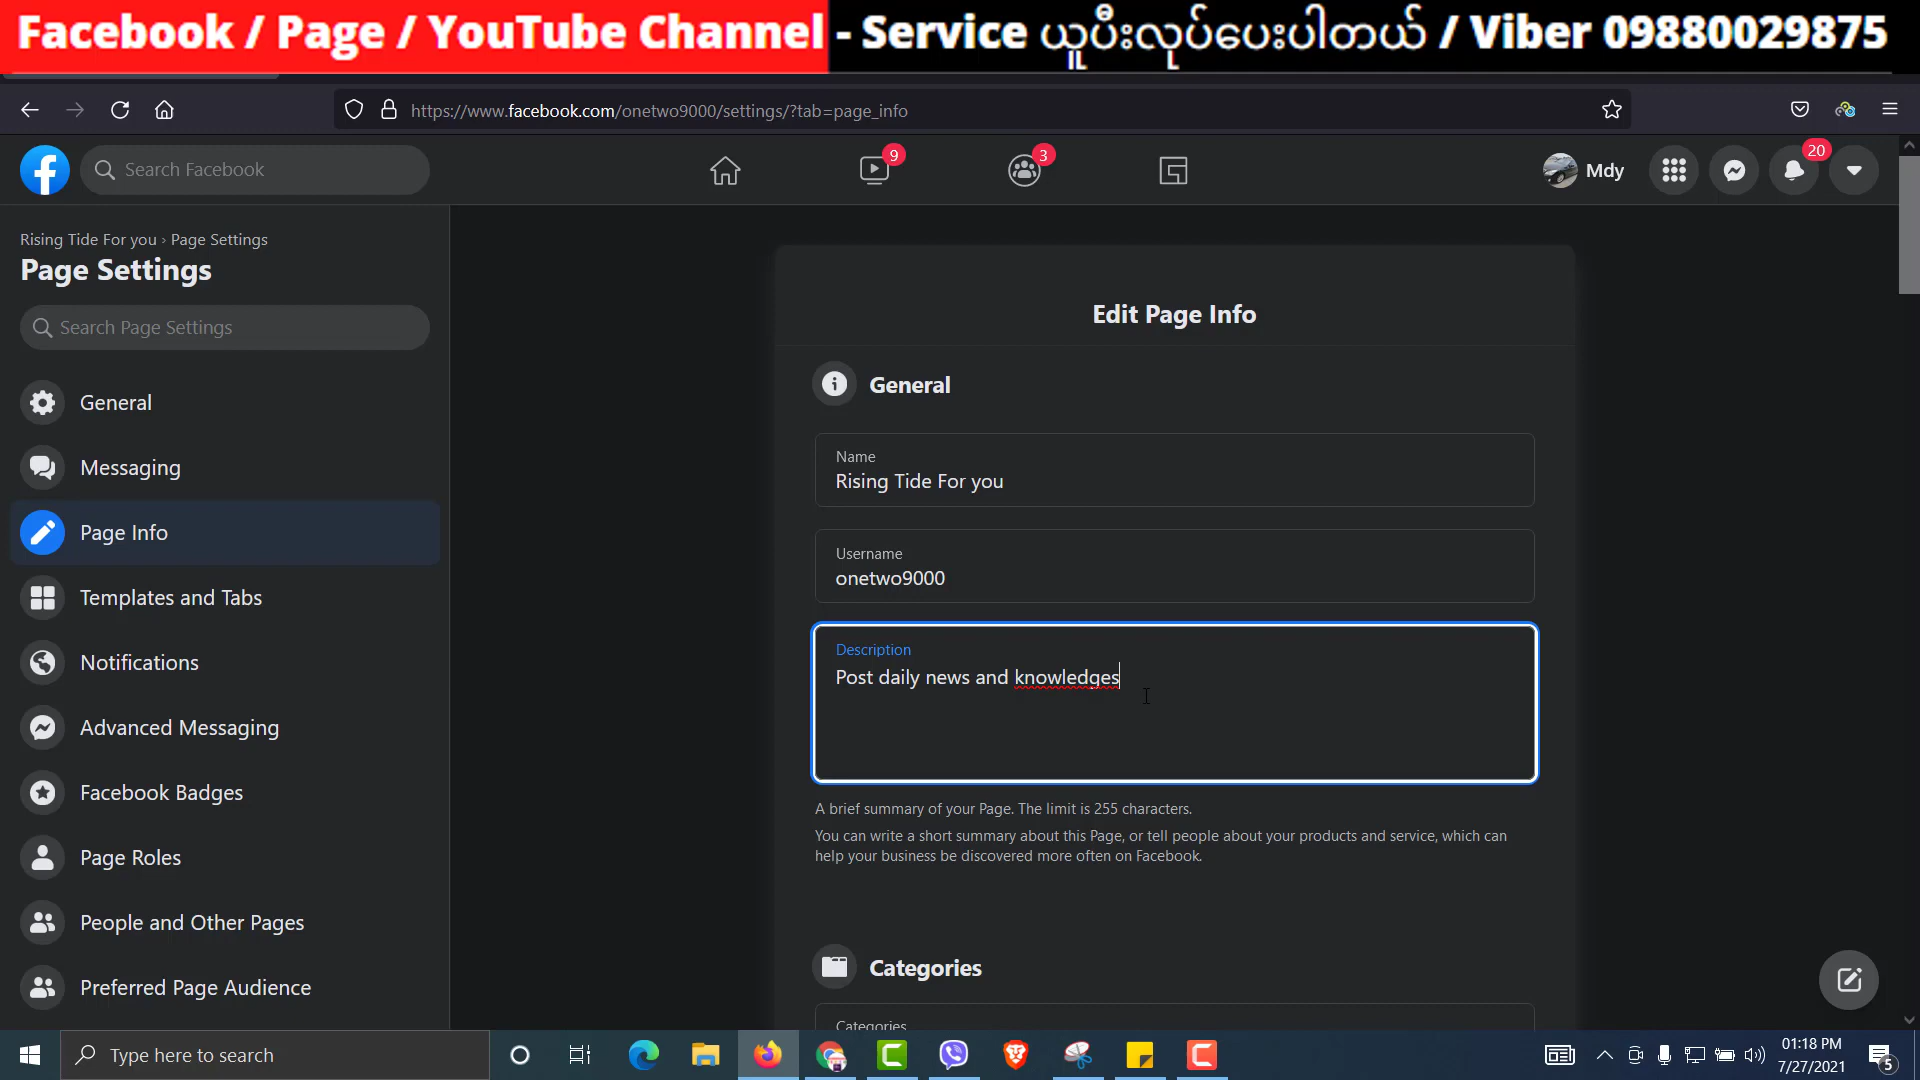 Facebook / Page / YouTube Channel - Service ယူပီးလုပ်ပေးပါတယ် / Viber 09880029875
https://www.facebook.com/onetwo9000/settings/?tab=page_info
Search Facebook
9
3
Mdy
20
Rising Tide For you › Page Settings
Page Settings
Search Page Settings
General
Messaging
Page Info
Templates and Tabs
Notifications
Advanced Messaging
Facebook Badges
Page Roles
People and Other Pages
Preferred Page Audience
Edit Page Info
General
Name
Rising Tide For you
Username
onetwo9000
Description
Post daily news and knowledges
A brief summary of your Page. The limit is 255 characters.
You can write a short summary about this Page, or tell people about your products and service, which can
help your business be discovered more often on Facebook.
Categories
Categories
Type here to search
01:18 PM
7/27/2021
5